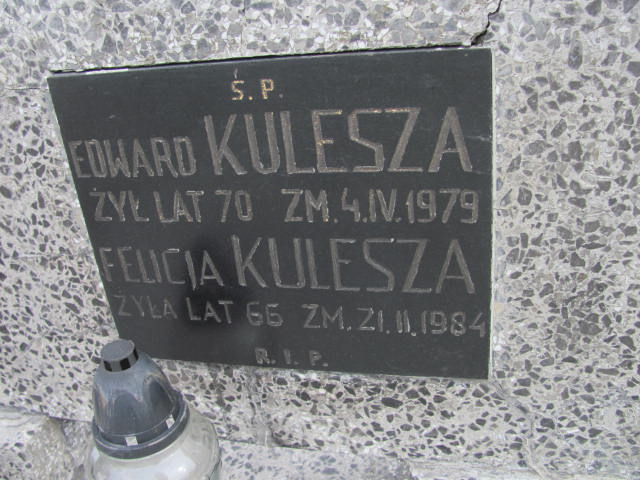 Ś.P.
EDWARD KULESZA
ŻYŁ LAT 70 ZM. 4.IV.1979
FELICJA KULESZA
ŻYŁA LAT 66 ZM. 21.II.1984
R.I.P.